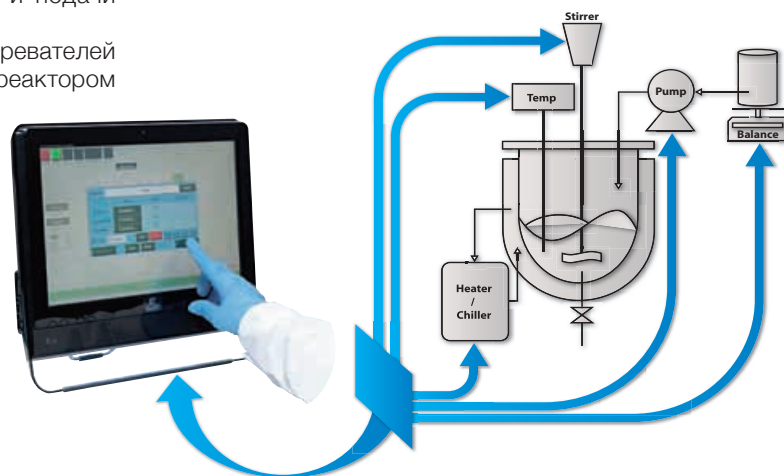 и подачи
ревателей
реактором
Stirrer
Temp
Pump
Balance
Heater
/
Chiller